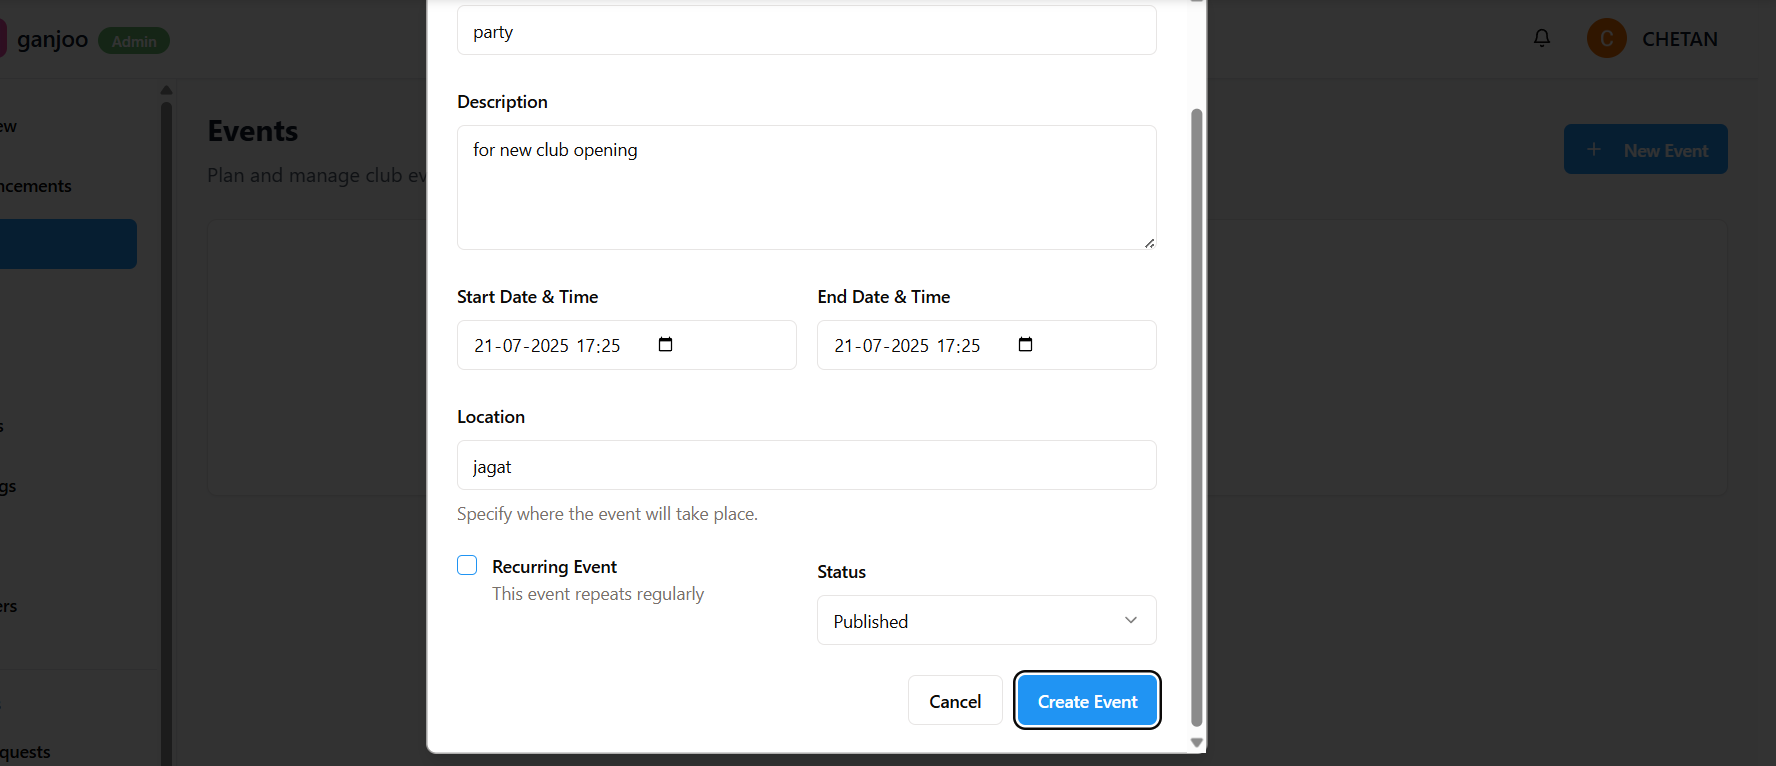 ganjoo Admin
CHETAN
Events
Plan and manage club ev
New Event
ew
ncements
s
gs
ers
quests
party
Description
for new club opening
Start Date & Time End Date & Time
21-07-2025 17:25 21-07-2025 17:25
Location
jagat
Specify where the event will take place.
Recurring Event
This event repeats regularly
Status
Published
Cancel Create Event
C